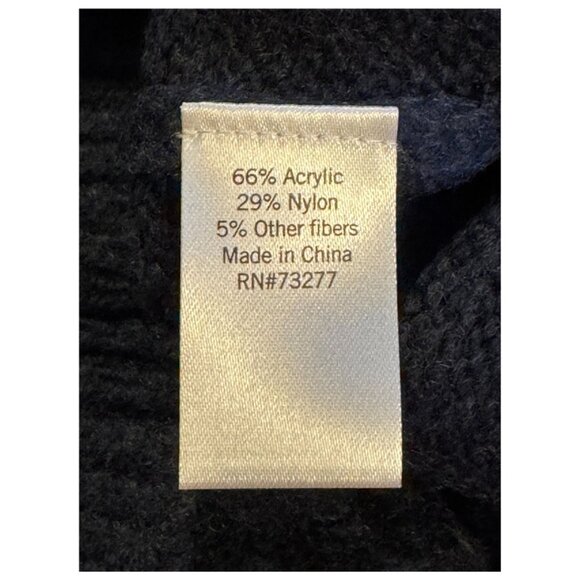 66% Acrylic
29% Nylon
5% Other fibers
Made in China
RN#73277